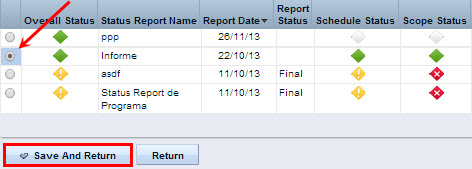 Overall Status Status Report Name Report Date Report Status Schedule Status Scope Status
ppp 26/11/13
Informe 22/10/13
asdf 11/10/13 Final
Status Report de Programa 11/10/13 Final
Save And Return Return